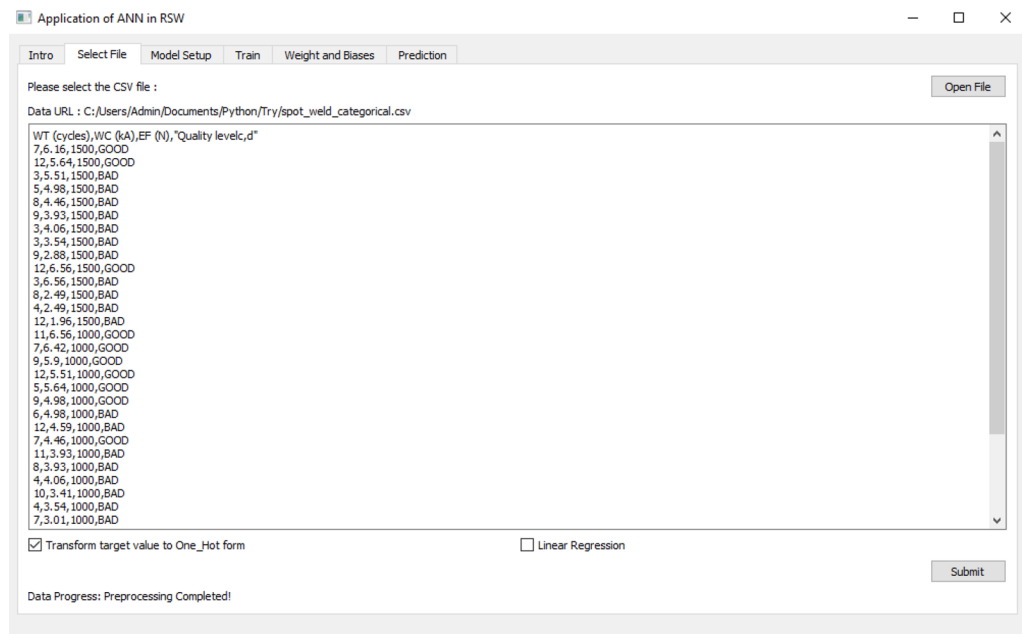 Application of ANN in RSW
Intro Select File Model Setup Train Weight and Biases Prediction
Please select the CSV file :
Open File
Data URL : C:/Users/Admin/Documents/Python/Try/spot_weld_categorical.csv
WT (cycles),WC (kA),EF (N),"Quality levelc,d"
7,6.16,1500,GOOD
12,5.64,1500,GOOD
3,5.51,1500,BAD
5,4.98,1500,BAD
8,4.46,1500,BAD
9,3.93,1500,BAD
3,4.06,1500,BAD
3,3.54,1500,BAD
9,2.88,1500,BAD
12,6.56,1500,GOOD
3,6.56,1500,BAD
8,2.49,1500,BAD
4,2.49,1500,BAD
12,1.96,1500,BAD
11,6.56,1000,GOOD
7,6.42,1000,GOOD
9,5.9,1000,GOOD
12,5.51,1000,GOOD
5,5.64,1000,GOOD
9,4.98,1000,GOOD
6,4.98,1000,BAD
12,4.59,1000,BAD
7,4.46,1000,GOOD
11,3.93,1000,BAD
8,3.93,1000,BAD
4,4.06,1000,BAD
10,3.41,1000,BAD
4,3.54,1000,BAD
7,3.01,1000,BAD
Transform target value to One_Hot form
Linear Regression
Submit
Data Progress: Preprocessing Completed!